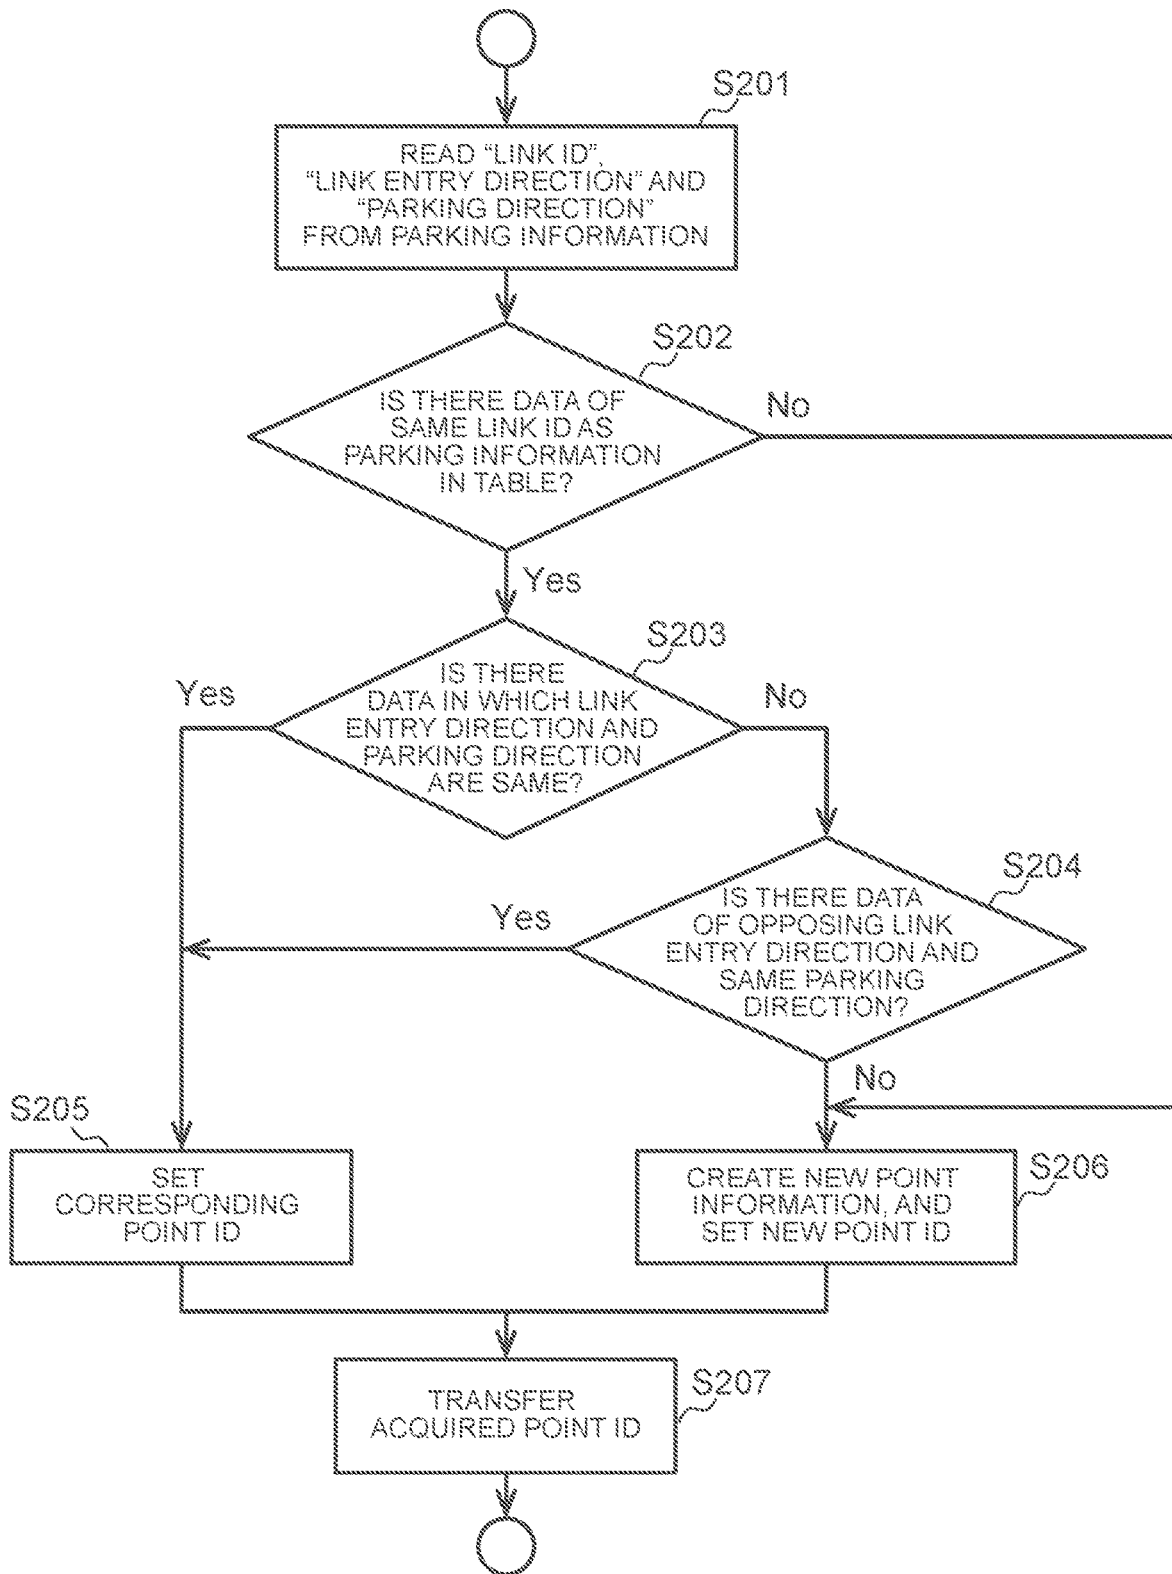 S201
READ “LINK ID”,
“LINK ENTRY DIRECTION” AND
“PARKING DIRECTION”
FROM PARKING INFORMATION
S202
IS THERE DATA OF
SAME LINK ID AS
PARKING INFORMATION
IN TABLE?
No
Yes
S203
IS THERE
DATA IN WHICH LINK
ENTRY DIRECTION AND
PARKING DIRECTION
ARE SAME?
Yes
No
S204
IS THERE DATA
OF OPPOSING LINK
ENTRY DIRECTION AND
SAME PARKING
DIRECTION?
Yes
No
S205
SET
CORRESPONDING
POINT ID
S206
CREATE NEW POINT
INFORMATION, AND
SET NEW POINT ID
S207
TRANSFER
ACQUIRED POINT ID